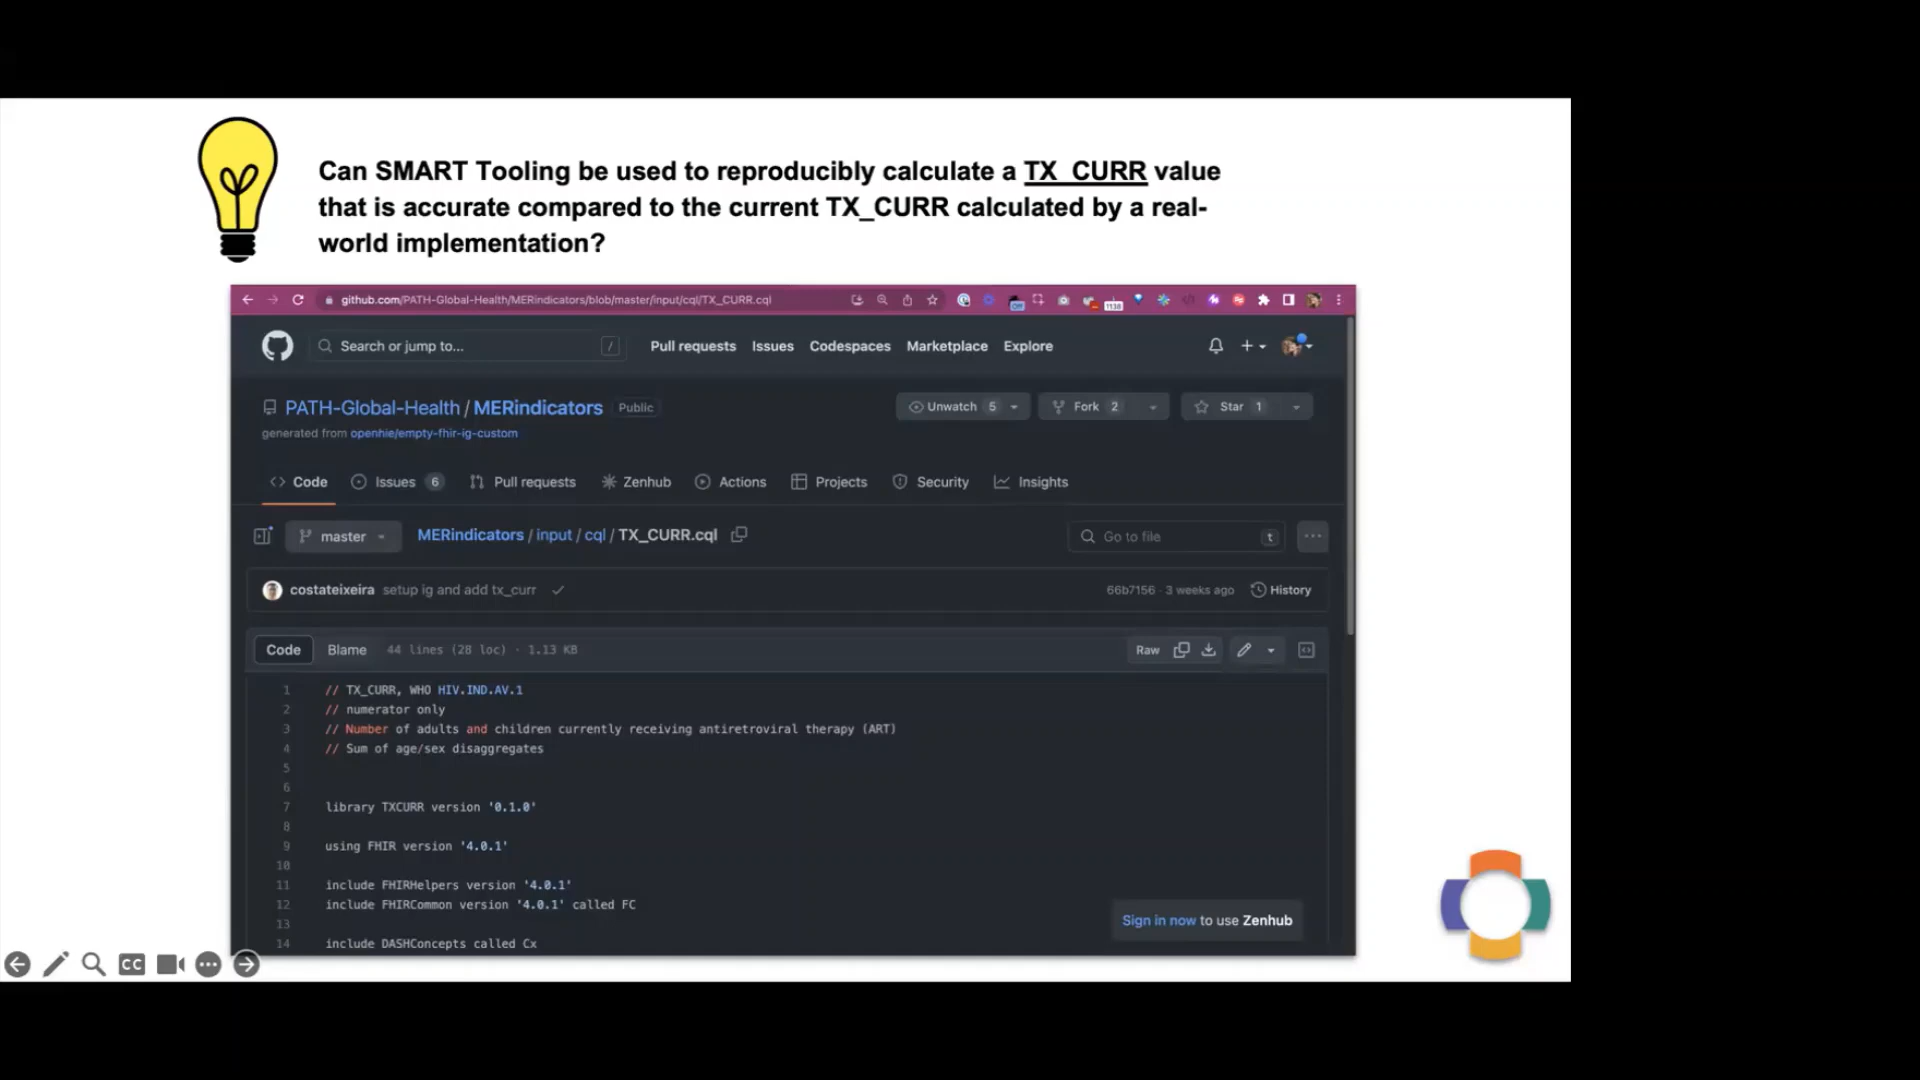 Can SMART Tooling be used to reproducibly calculate a TX_CURR value
that is accurate compared to the current TX_CURR calculated by a real-
world implementation?
github.com/PATH-Global-Health/MERindicators/blob/master/input/cql/TX_CURR.cql
Search or jump to... /
Pull requests Issues Codespaces Marketplace Explore
PATH-Global-Health / MERindicators Public
Unwatch 5 Fork 2 Star 1
generated from openhie/empty-fhir-ig-custom
Code Issues 6 Pull requests Zenhub Actions Projects Security Insights
master MERindicators / input / cql / TX_CURR.cql Go to file t
costateixeira setup ig and add tx_curr 66b7156 · 3 weeks ago History
Code Blame 44 lines (28 loc) · 1.13 KB Raw
1 // TX_CURR, WHO HIV.IND.AV.1
2 // numerator only
3 // Number of adults and children currently receiving antiretroviral therapy (ART)
4 // Sum of age/sex disaggregates
5
6
7 library TXCURR version '0.1.0'
8
9 using FHIR version '4.0.1'
10
11 include FHIRHelpers version '4.0.1'
12 include FHIRCommon version '4.0.1' called FC
13
14 include DASHConcepts called Cx
Sign in now to use Zenhub
CC